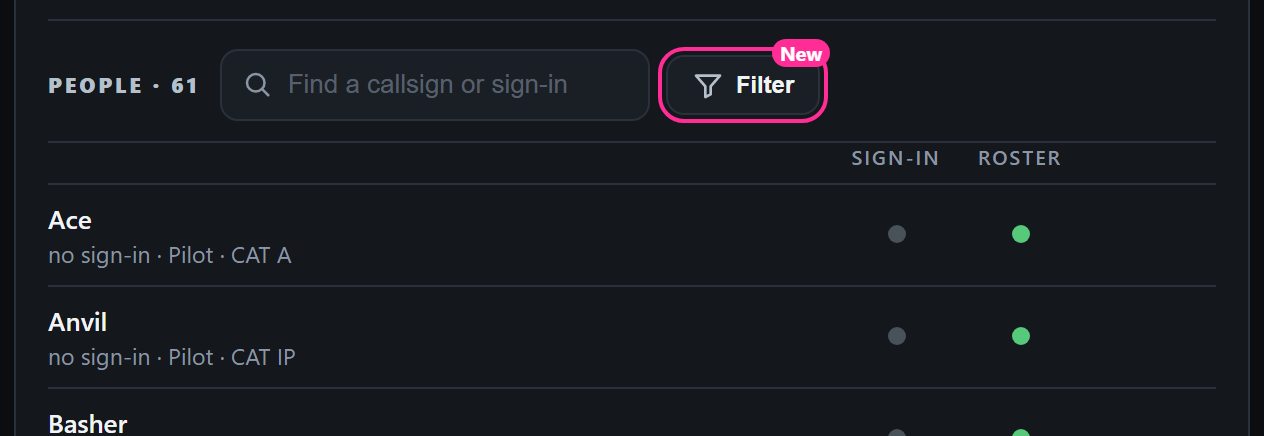 PEOPLE · 61
Find a callsign or sign-in
Filter
New
SIGN-IN ROSTER
Ace
no sign-in · Pilot · CAT A
Anvil
no sign-in · Pilot · CAT IP
Basher